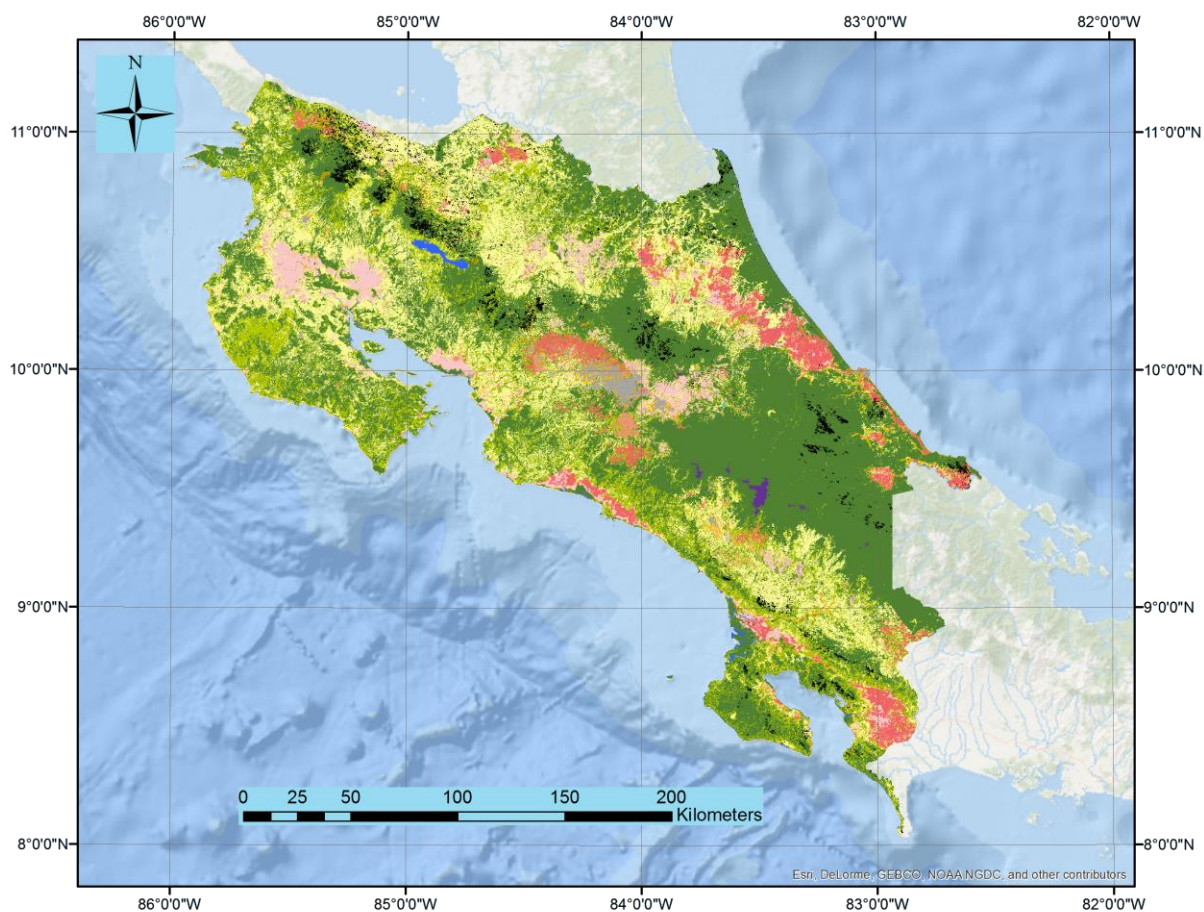 86°0'0"W 85°0'0"W 84°0'0"W 83°0'0"W 82°0'0"W
N
11°0'0"N 11°0'0"N
10°0'0"N 10°0'0"N
9°0'0"N 9°0'0"N
0 25 50 100 150 200
Kilometers
8°0'0"N 8°0'0"N
Esri, DeLorme, GEBCO, NOAA NGDC, and other contributors
86°0'0"W 85°0'0"W 84°0'0"W 83°0'0"W 82°0'0"W